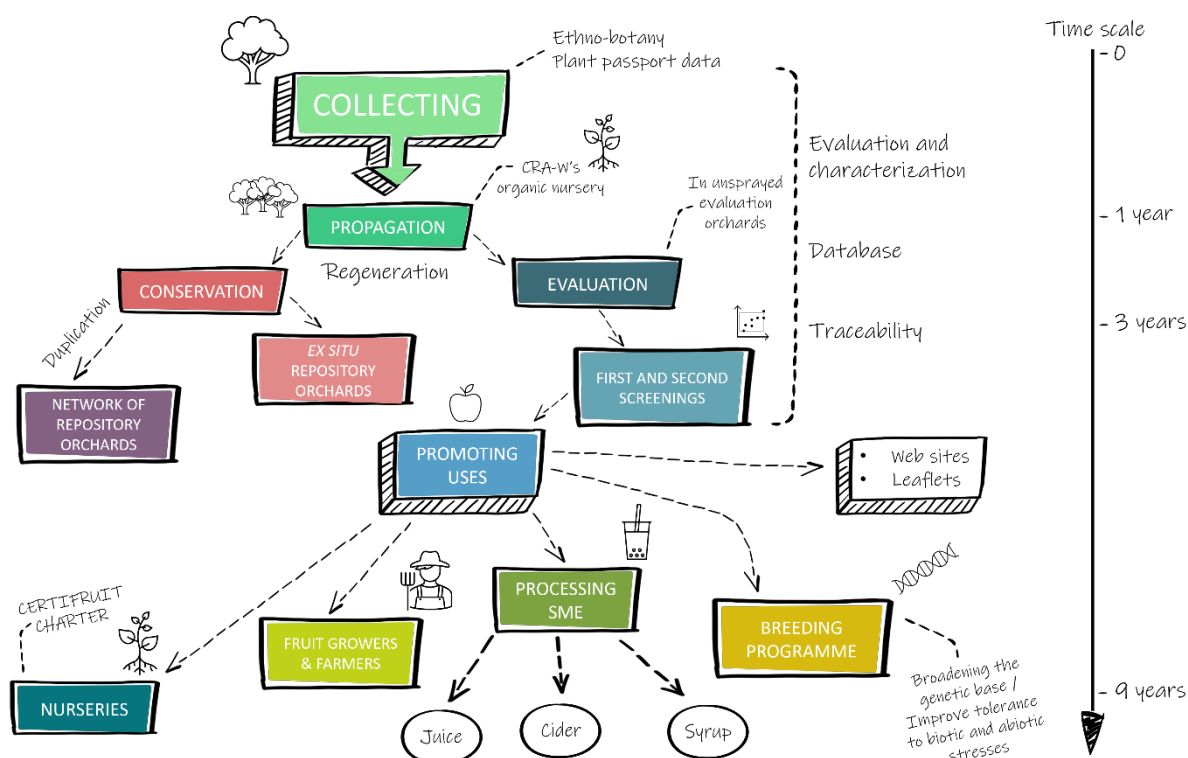 Time scale
- 0
Ethno-botany
Plant passport data
COLLECTING
Evaluation and
characterization
CRA-W's
organic nursery
In unsprayed
evaluation
orchards
- 1 year
PROPAGATION
Regeneration
Database
EVALUATION
CONSERVATION
Duplication
- 3 years
Traceability
EX SITU
REPOSITORY
ORCHARDS
FIRST AND SECOND
SCREENINGS
NETWORK OF
REPOSITORY
ORCHARDS
PROMOTING
USES
• Web sites
• Leaflets
PROCESSING
SME
CERTIFRUIT
CHARTER
FRUIT GROWERS
& FARMERS
BREEDING
PROGRAMME
NURSERIES
Broadening the
genetic base /
Improve tolerance
to biotic and abiotic
stresses
- 9 years
Juice
Cider
Syrup